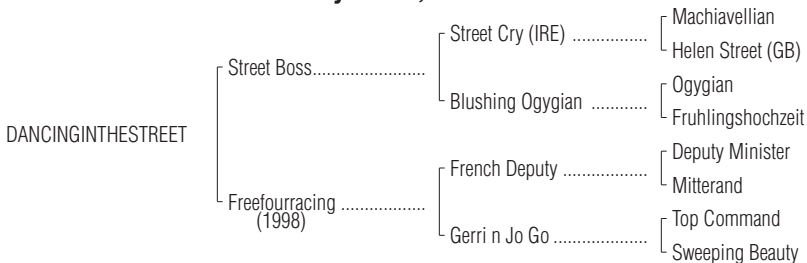 Machiavellian
Street Cry (IRE) ................
Helen Street (GB)
Street Boss.......................
Ogygian
Blushing Ogygian ............
Fruhlingshochzeit
DANCINGINTHESTREET
Deputy Minister
French Deputy ..................
Mitterand
Freefourracing ..................
(1998)
Top Command
Gerri n Jo Go ....................
Sweeping Beauty